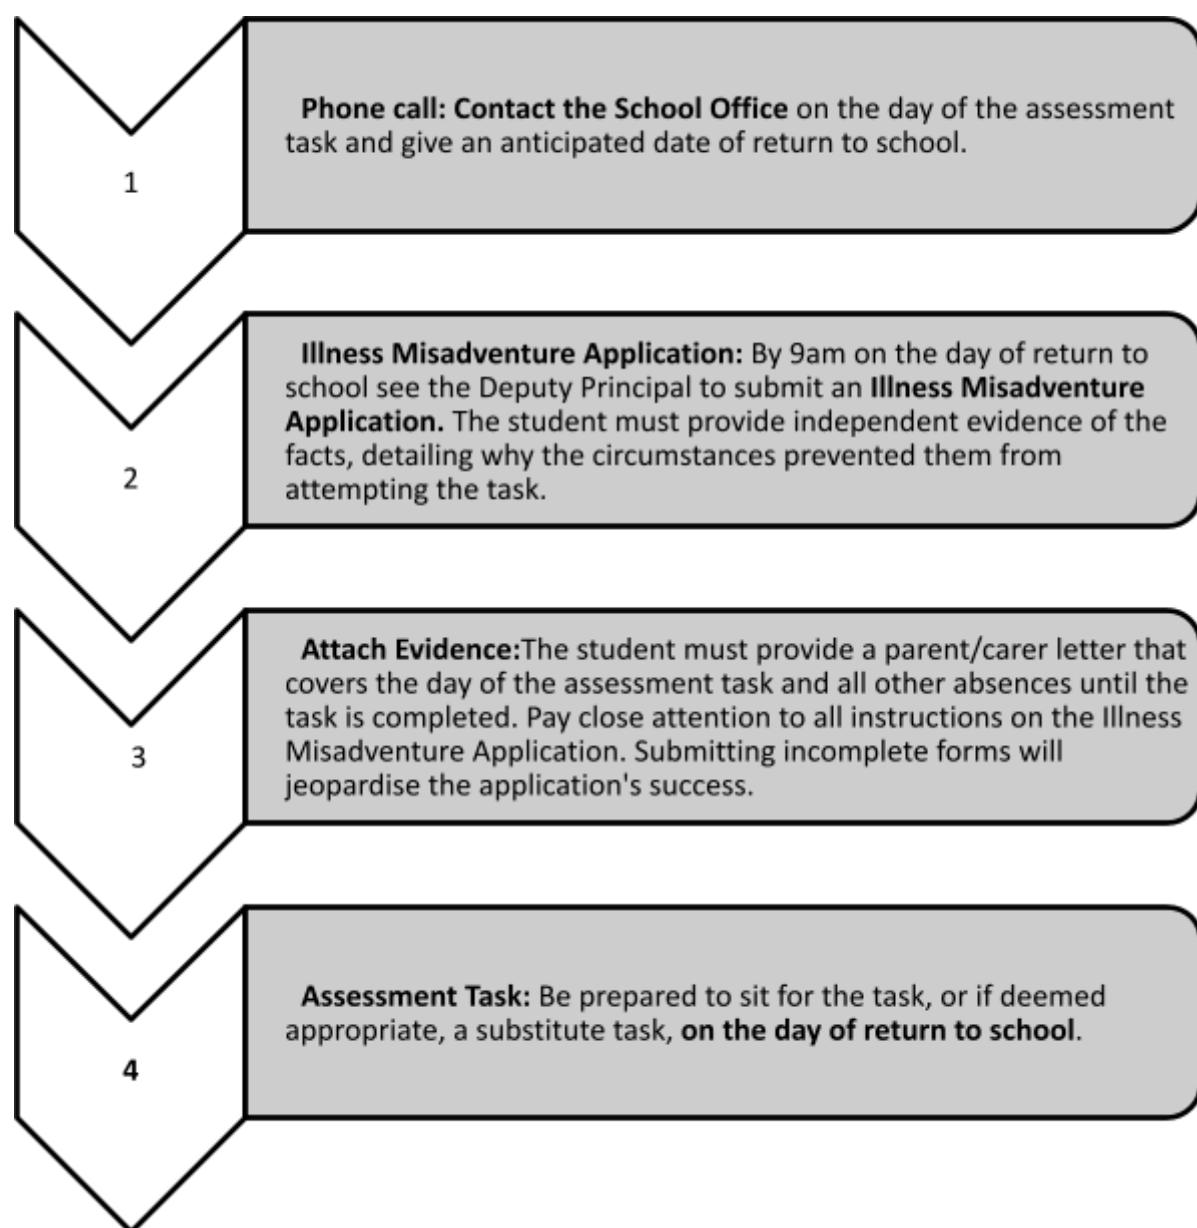 Phone call: Contact the School Office on the day of the assessment
task and give an anticipated date of return to school.
1
Illness Misadventure Application: By 9am on the day of return to
school see the Deputy Principal to submit an Illness Misadventure
Application. The student must provide independent evidence of the
facts, detailing why the circumstances prevented them from
attempting the task.
2
Attach Evidence:The student must provide a parent/carer letter that
covers the day of the assessment task and all other absences until the
task is completed. Pay close attention to all instructions on the Illness
Misadventure Application. Submitting incomplete forms will
jeopardise the application's success.
3
Assessment Task: Be prepared to sit for the task, or if deemed
appropriate, a substitute task, on the day of return to school.
4